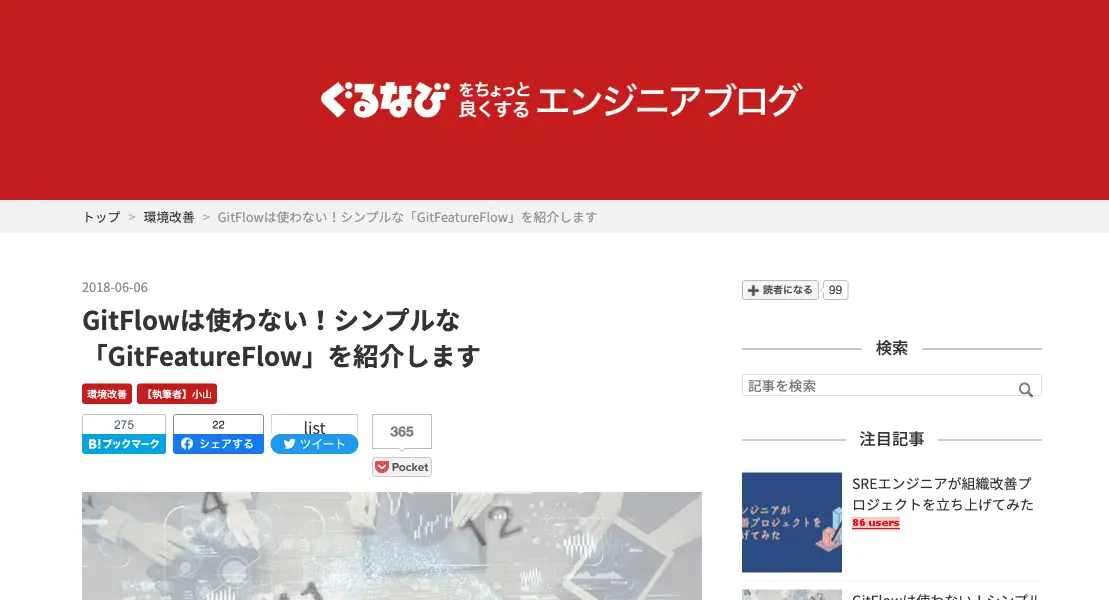 ぐるなび をちょっと良くする エンジニアブログ
トップ > 環境改善 > GitFlowは使わない！シンプルな「GitFeatureFlow」を紹介します
2018-06-06
GitFlowは使わない！シンプルな
「GitFeatureFlow」を紹介します
環境改善 【執筆者】小山
275
B!ブックマーク
22
シェアする
list
ツイート
365
Pocket
4
12
読者になる 99
検索
記事を検索
注目記事
ンジニアが
善プロジェクトを
げてみた
SREエンジニアが組織改善プ
ロジェクトを立ち上げてみた
86 users
GitFlowは使わない！シンプル